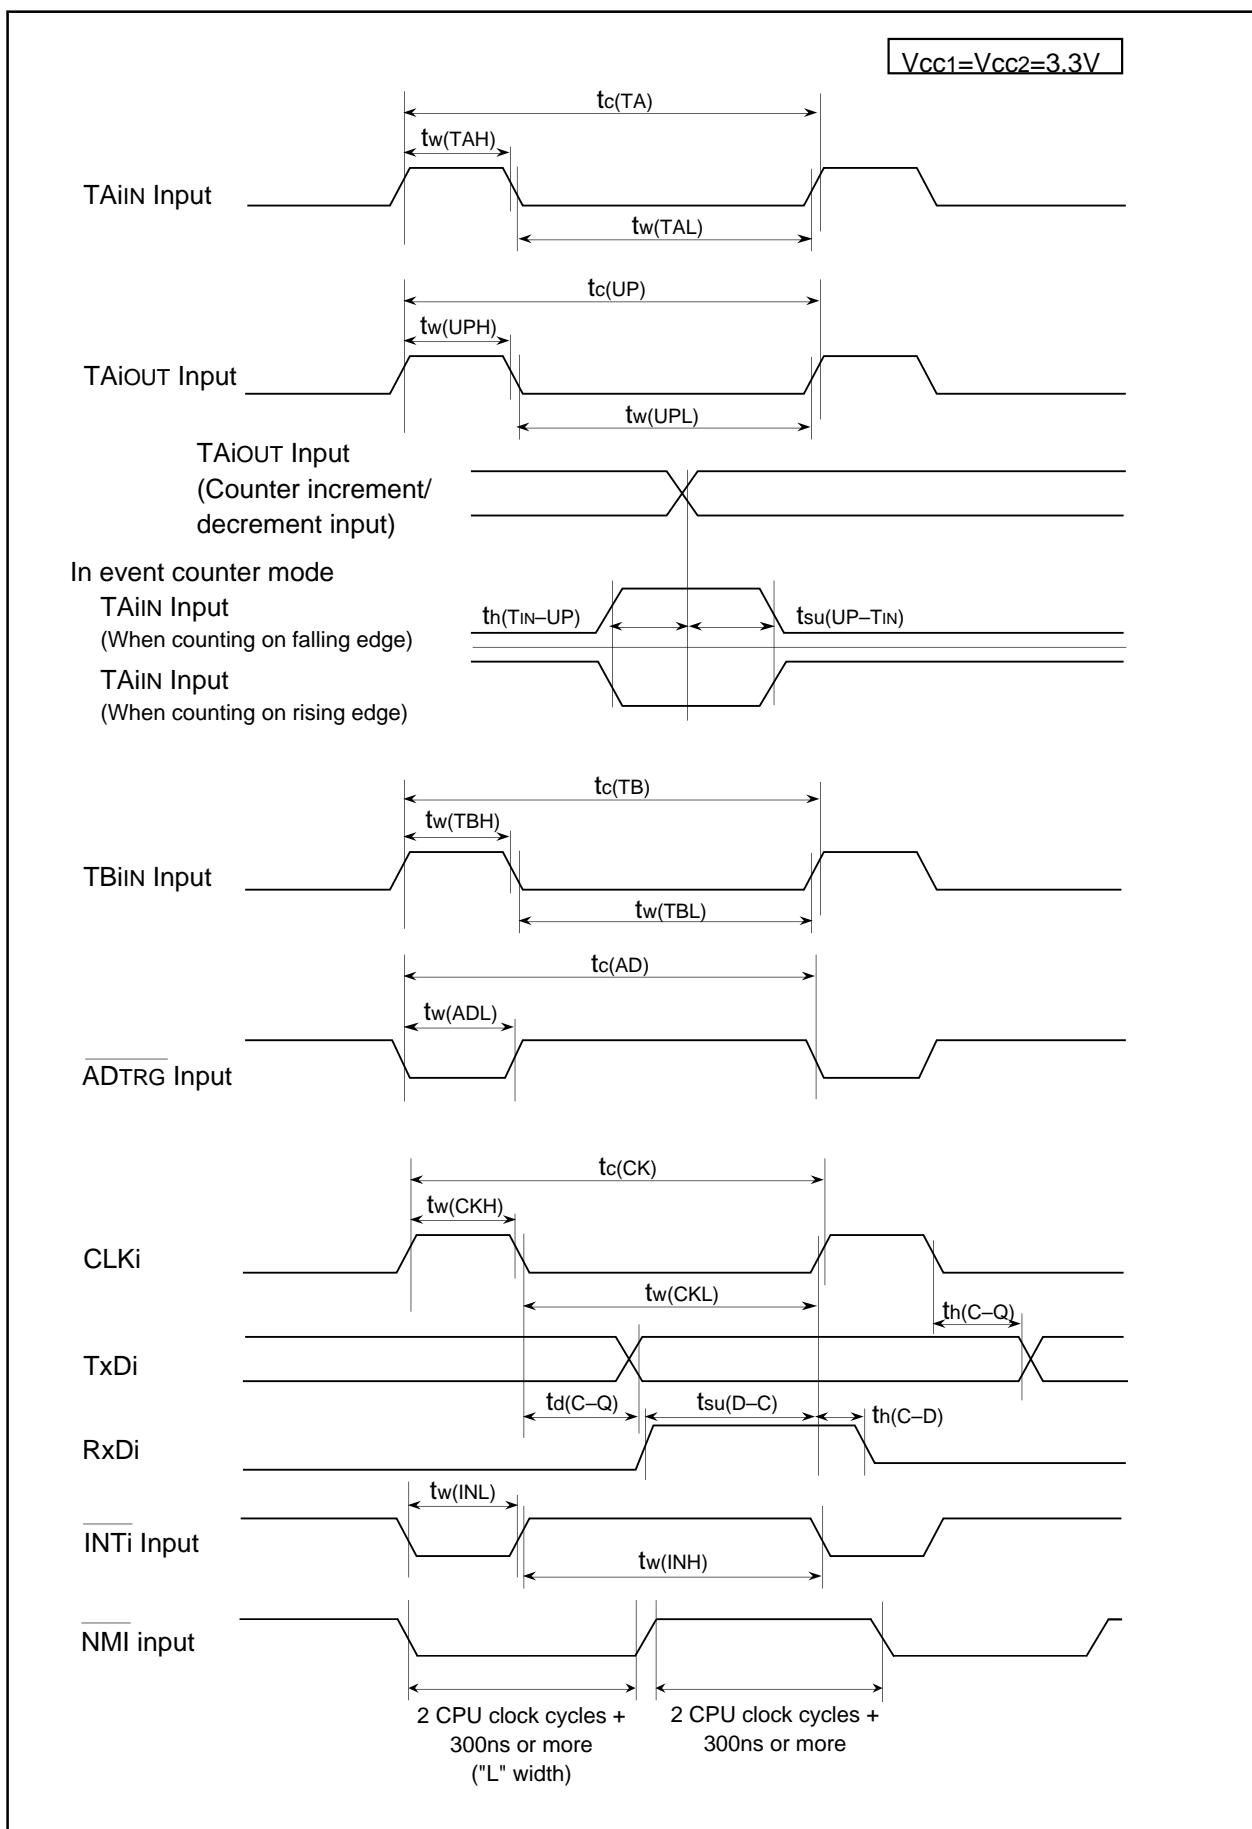 Vcc1=Vcc2=3.3V
tc(TA)
tw(TAH)
TAiIN Input
tw(TAL)
tc(UP)
tw(UPH)
TAiOUT Input
tw(UPL)
TAiOUT Input
(Counter increment/
decrement input)
In event counter mode
TAiIN Input
(When counting on falling edge)
th(TIN–UP)
tsu(UP–TIN)
TAiIN Input
(When counting on rising edge)
tc(TB)
tw(TBH)
TBiIN Input
tw(TBL)
tc(AD)
tw(ADL)
ADTRG Input
tc(CK)
tw(CKH)
CLKi
tw(CKL)
th(C–Q)
TxDi
td(C–Q)
tsu(D–C)
th(C–D)
RxDi
tw(INL)
INTi Input
tw(INH)
NMI input
2 CPU clock cycles +
300ns or more
("L" width)
2 CPU clock cycles +
300ns or more